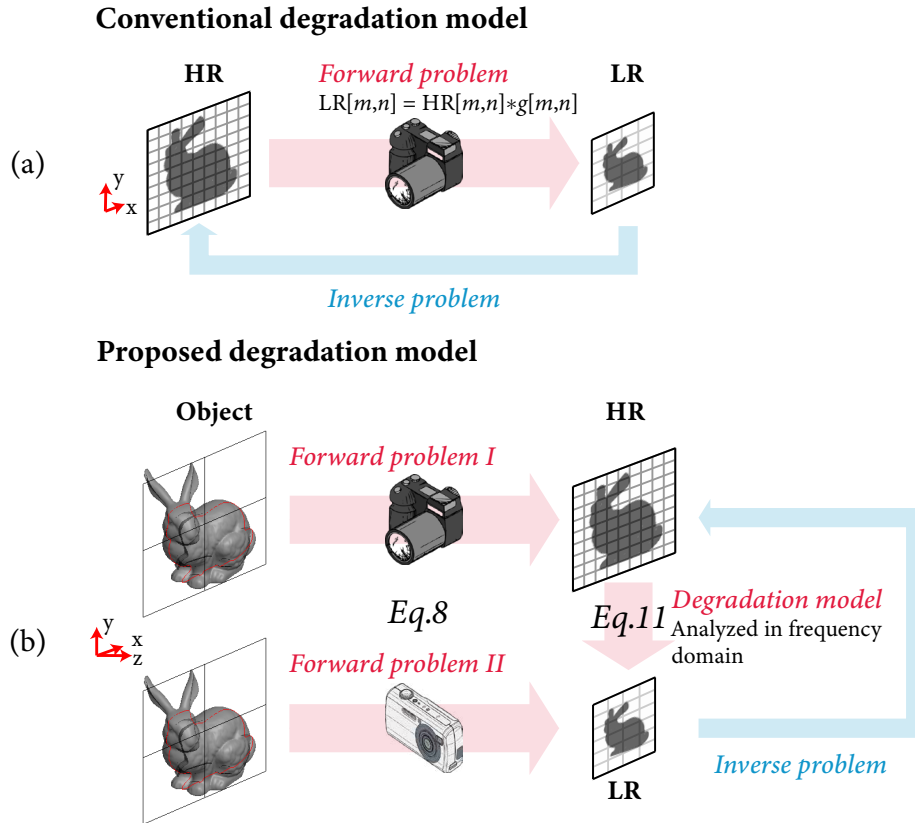 Conventional degradation model
HR
Forward problem
LR
LR[m,n] = HR[m,n]*g[m,n]
(a)
y
x
Inverse problem
Proposed degradation model
Object
HR
Forward problem I
Eq.8
Eq.11
Degradation model
Analyzed in frequency
domain
(b)
y
x
z
Forward problem II
Inverse problem
LR